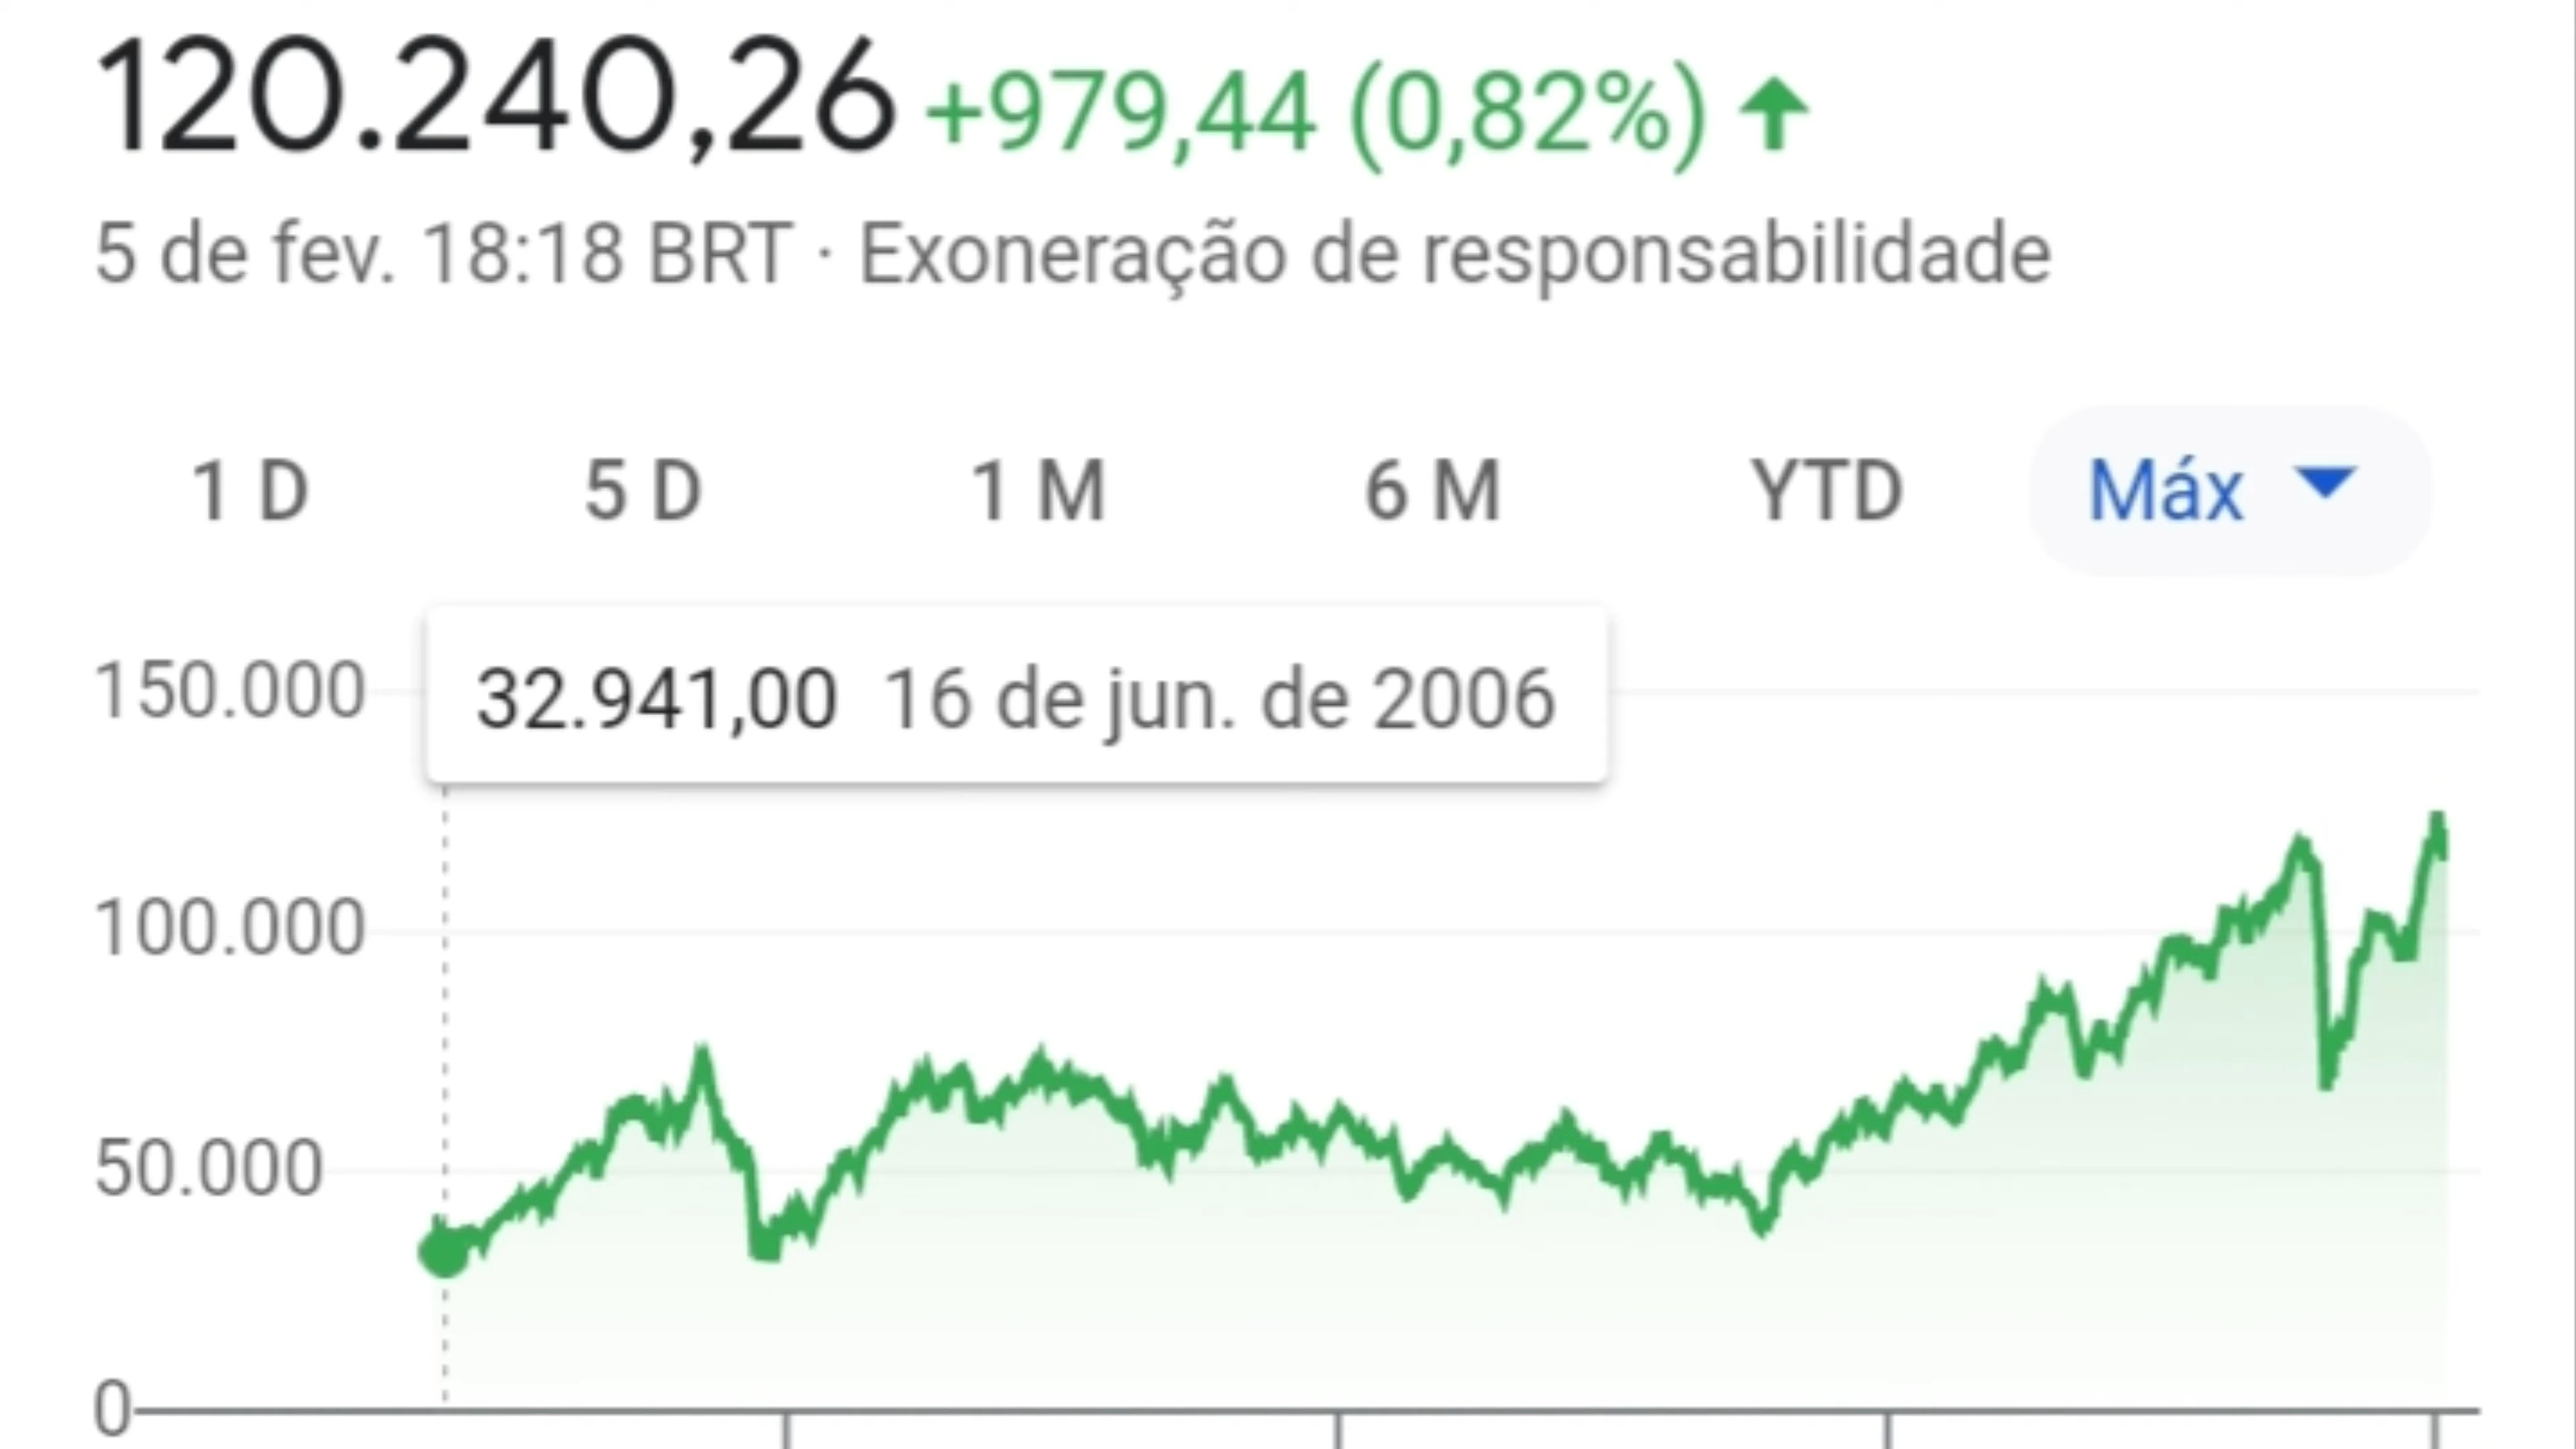 120.240,26 +979,44 (0,82%)
5 de fev. 18:18 BRT · Exoneração de responsabilidade
1 D 5 D 1 M 6 M YTD Máx
150.000
32.941,00 16 de jun. de 2006
100.000
50.000
0